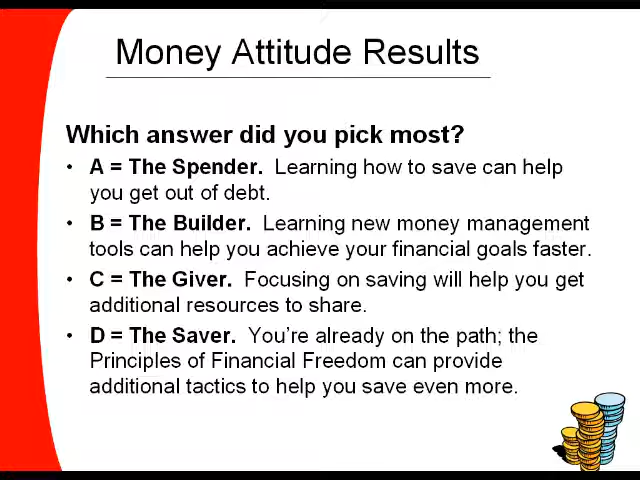 Money Attitude Results
Which answer did you pick most?
• A = The Spender. Learning how to save can help
you get out of debt.
• B = The Builder. Learning new money management
tools can help you achieve your financial goals faster.
• C = The Giver. Focusing on saving will help you get
additional resources to share.
• D = The Saver. You're already on the path; the
Principles of Financial Freedom can provide
additional tactics to help you save even more.